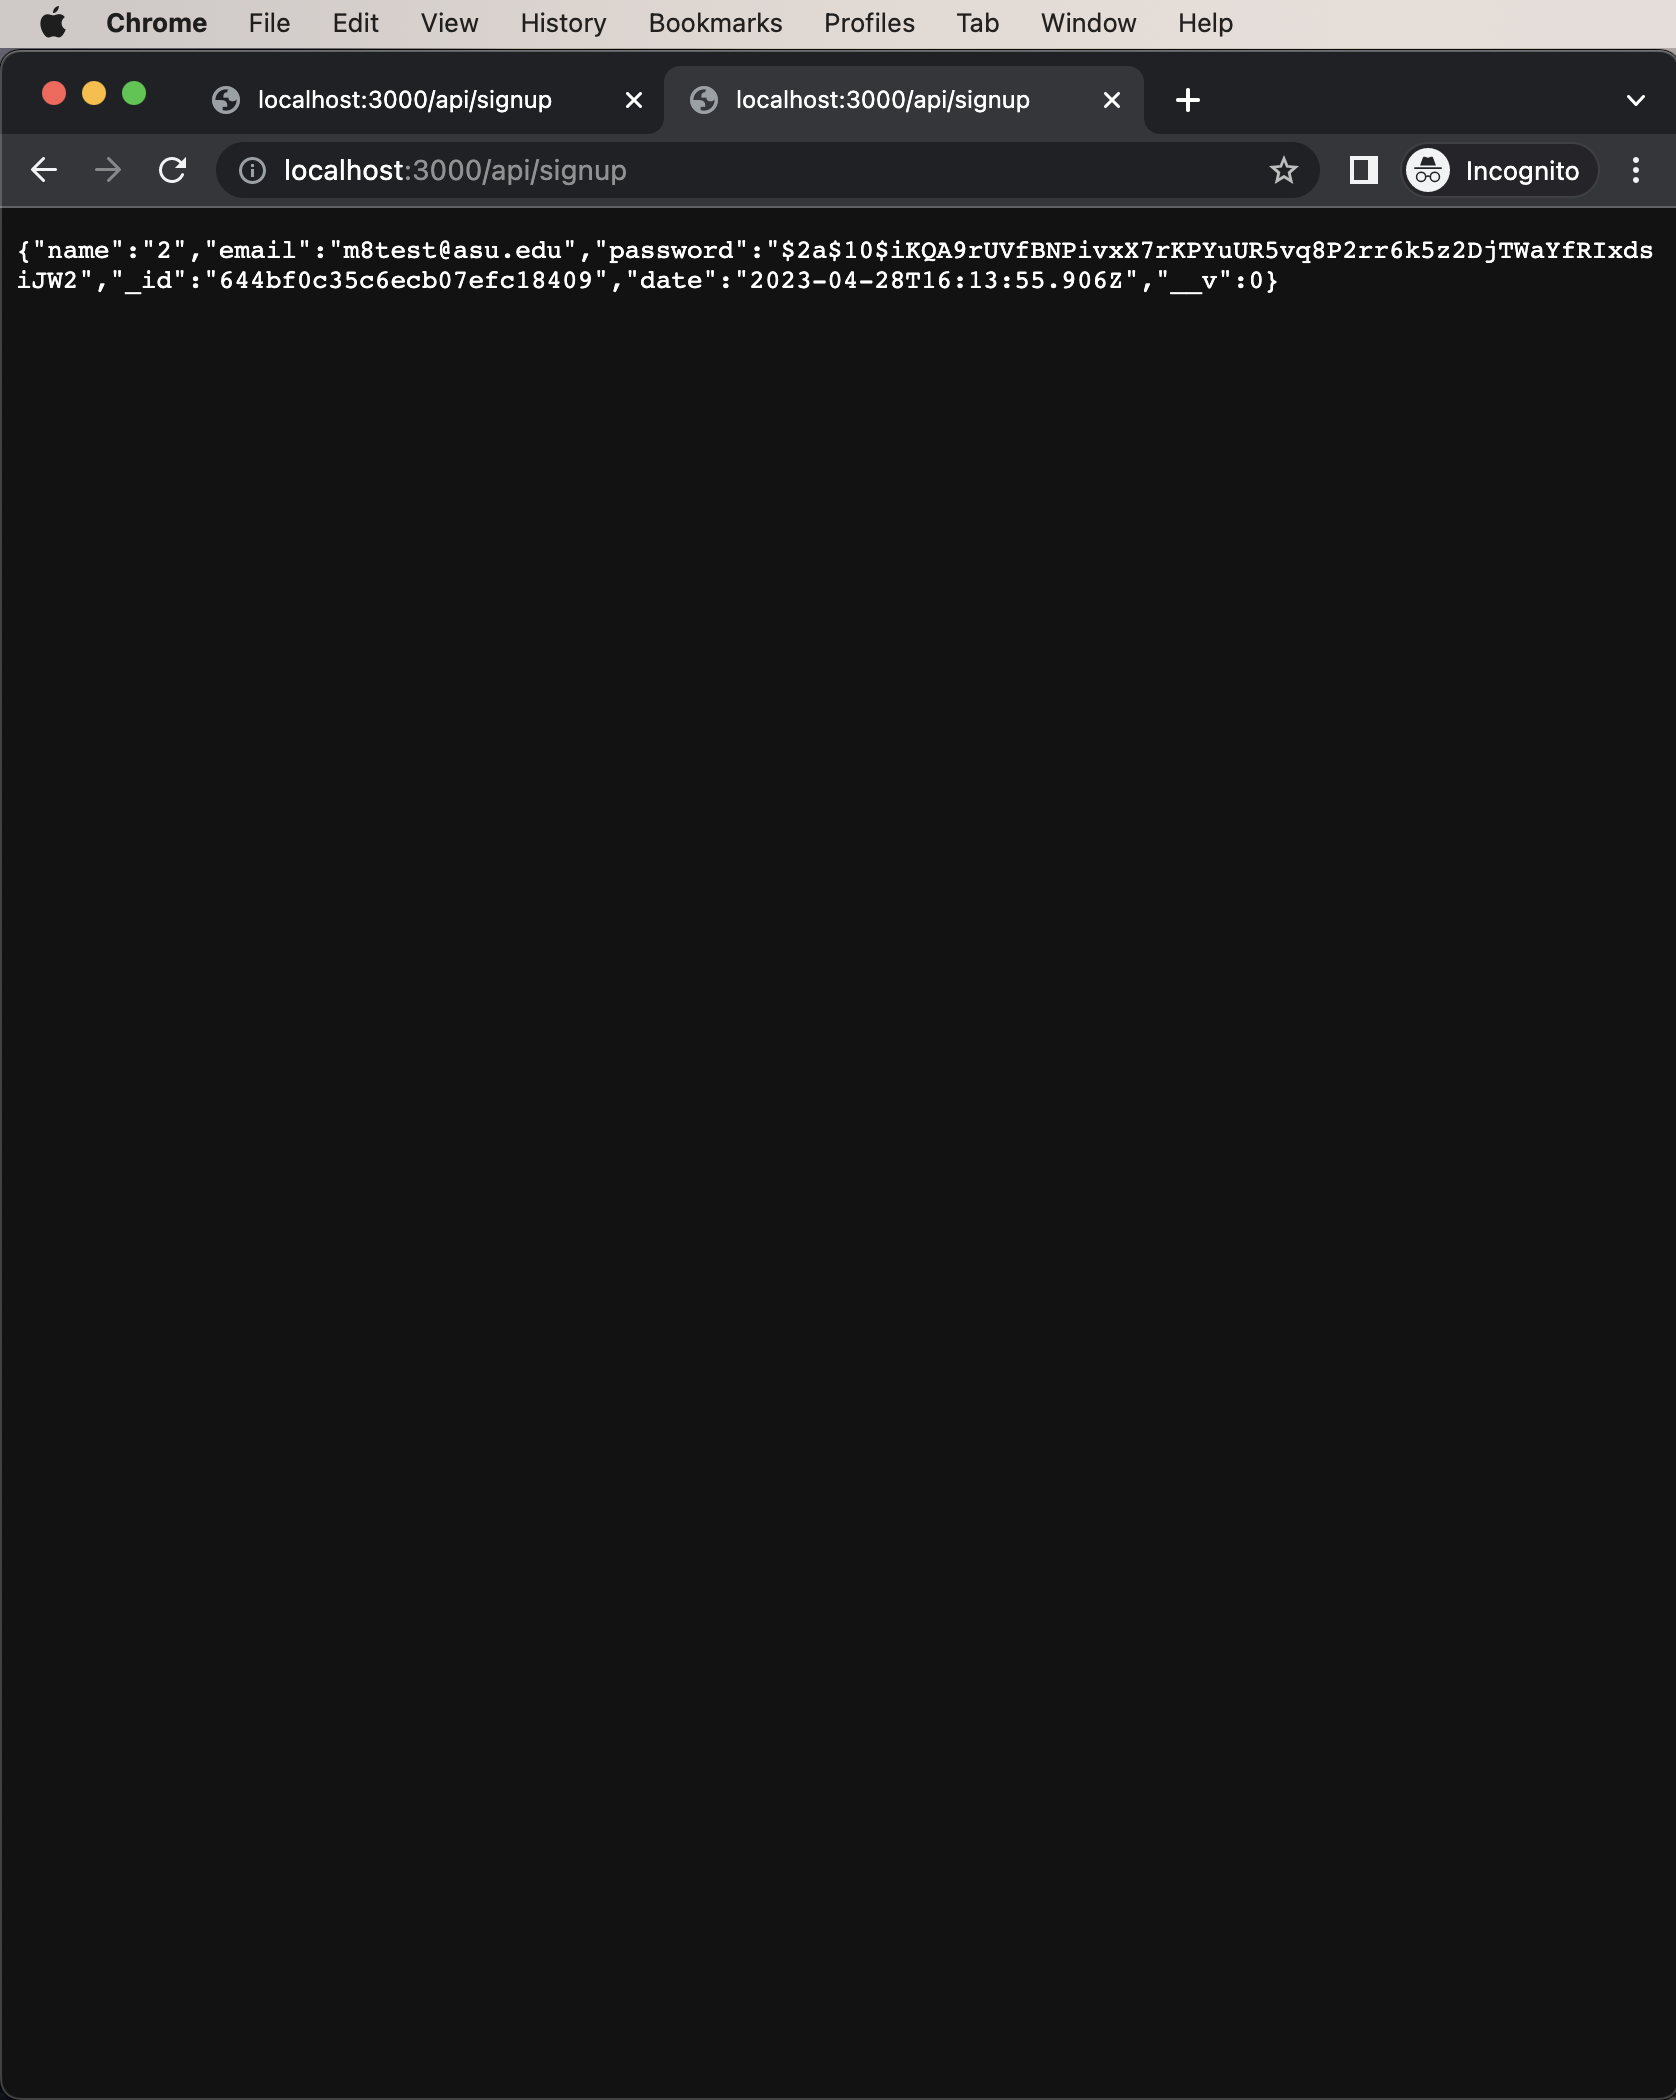 Chrome File Edit View History Bookmarks Profiles Tab Window Help
localhost:3000/api/signup localhost:3000/api/signup
localhost:3000/api/signup Incognito
{"name":"2","email":"m8test@asu.edu","password":"$2a$10$iKQA9rUVfBNPivxX7rKPYuUR5vq8P2rr6k5z2DjTWaYfRIxds
iJW2","_id":"644bf0c35c6ecb07efc18409","date":"2023-04-28T16:13:55.906Z","__v":0}